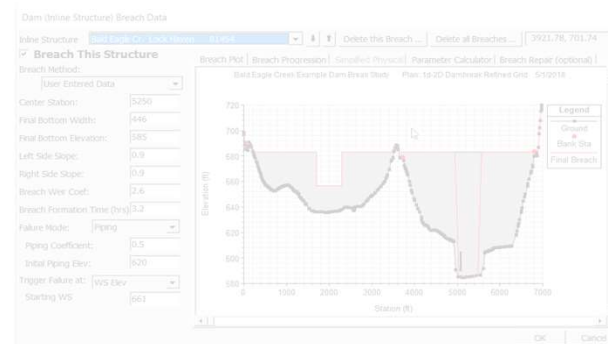 Dam (Inline Structure) Breach Data
Inline Structure
Bald Eagle Cr. - Lock Haven 81454
Delete this Breach ...
Delete all Breaches...
3921.78, 701.74
Breach This Structure
Breach Method:
User Entered Data
Center Station: 5250
Final Bottom Width: 446
Final Bottom Elevation: 585
Left Side Slope: 0.9
Right Side Slope: 0.9
Breach Weir Coef: 2.6
Breach Formation Time (hrs): 3.2
Failure Mode: Piping
Piping Coefficient: 0.5
Initial Piping Elev: 620
Trigger Failure at: WS Elev
Starting WS 661
Breach Plot
Breach Progression
Simplified Physical
Parameter Calculator
Breach Repair (optional)
Bald Eagle Creek Example Dam Break Study Plan: 1d-2D Dambreak Refined Grid 5/5/2016
720
700
680
660
640
620
580
Elevation (ft)
0 1000 2000 3000 4000 5000 6000 7000
Station (ft)
Legend
Ground
Bank Sta
Final Breach
OK
Cancel